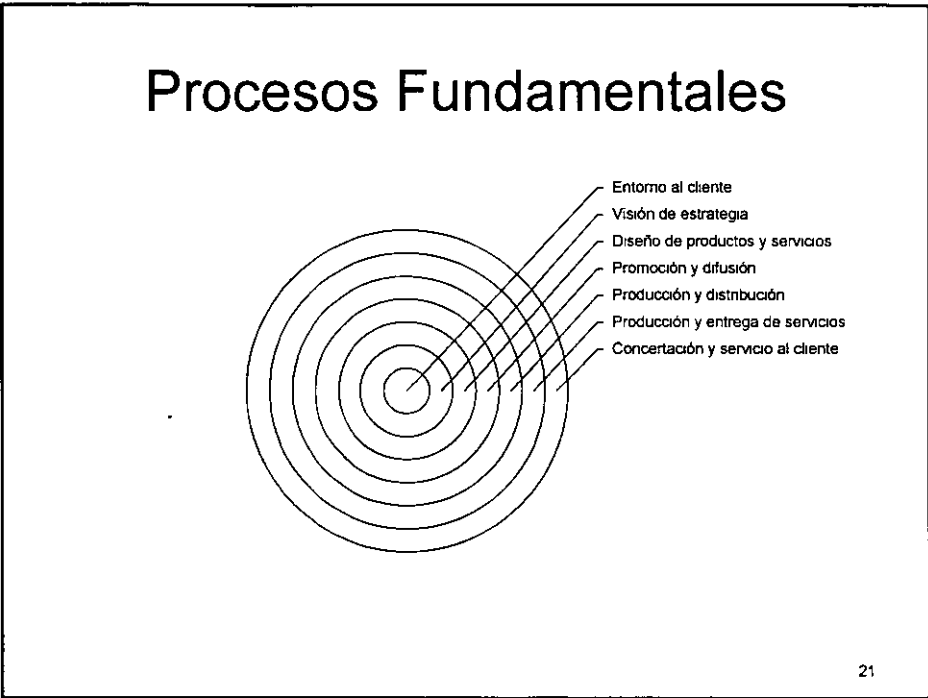 Procesos Fundamentales
Entorno al cliente
Visión de estrategia
Diseño de productos y servicios
Promoción y difusión
Producción y distribución
Producción y entrega de servicios
Concertación y servicio al cliente
21